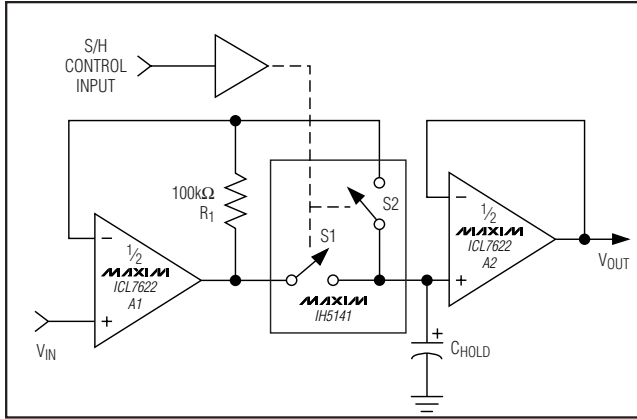 S/H
CONTROL
INPUT
100kΩ
R1
S2
S1
−
1/2
MAXIM
ICL7622
A1
+
VIN
MAXIM
IH5141
−
1/2
MAXIM
ICL7622
A2
+
VOUT
+
CHOLD